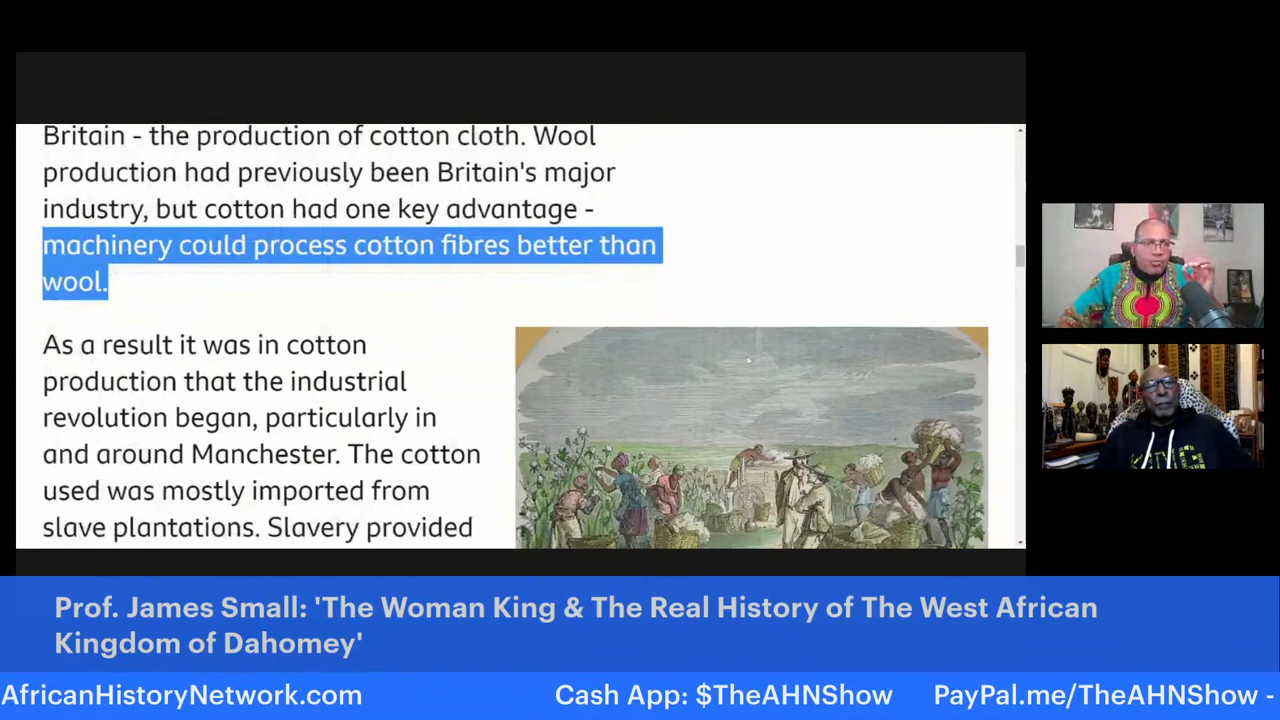 Britain - the production of cotton cloth. Wool
production had previously been Britain's major
industry, but cotton had one key advantage -
machinery could process cotton fibres better than
wool.
As a result it was in cotton
production that the industrial
revolution began, particularly in
and around Manchester. The cotton
used was mostly imported from
slave plantations. Slavery provided
Prof. James Small: 'The Woman King & The Real History of The West African
Kingdom of Dahomey'
AfricanHistoryNetwork.com Cash App: $TheAHNShow PayPal.me/TheAHNShow -